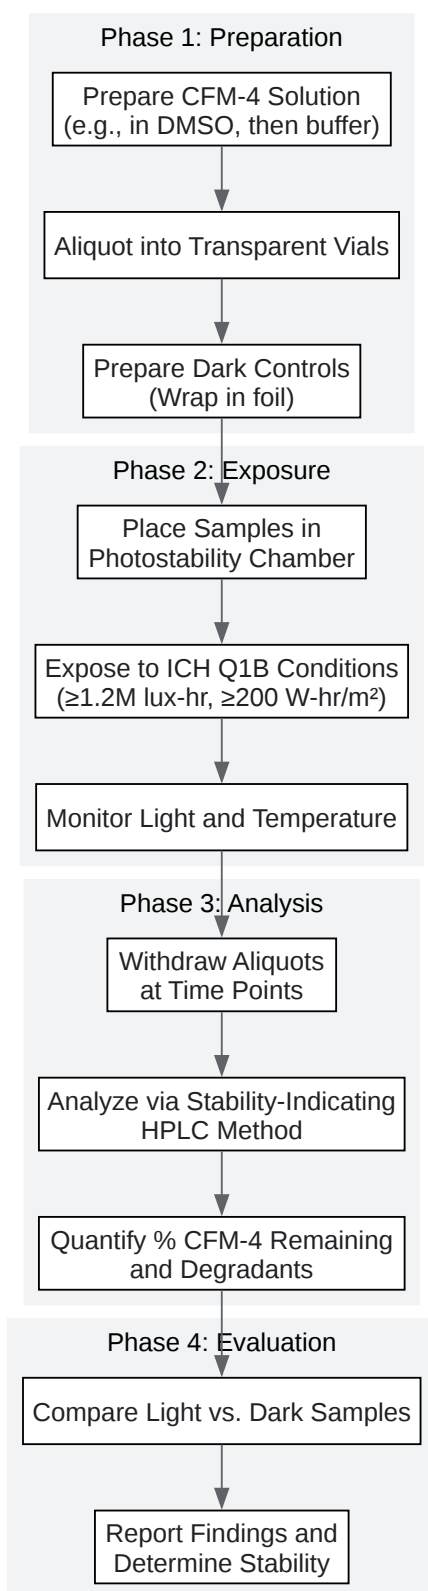 Phase 1: Preparation
Prepare CFM-4 Solution
(e.g., in DMSO, then buffer)
Aliquot into Transparent Vials
Prepare Dark Controls
(Wrap in foil)
Phase 2: Exposure
Place Samples in
Photostability Chamber
Expose to ICH Q1B Conditions
(≥1.2M lux-hr, ≥200 W-hr/m²)
Monitor Light and Temperature
Phase 3: Analysis
Withdraw Aliquots
at Time Points
Analyze via Stability-Indicating
HPLC Method
Quantify % CFM-4 Remaining
and Degradants
Phase 4: Evaluation
Compare Light vs. Dark Samples
Report Findings and
Determine Stability